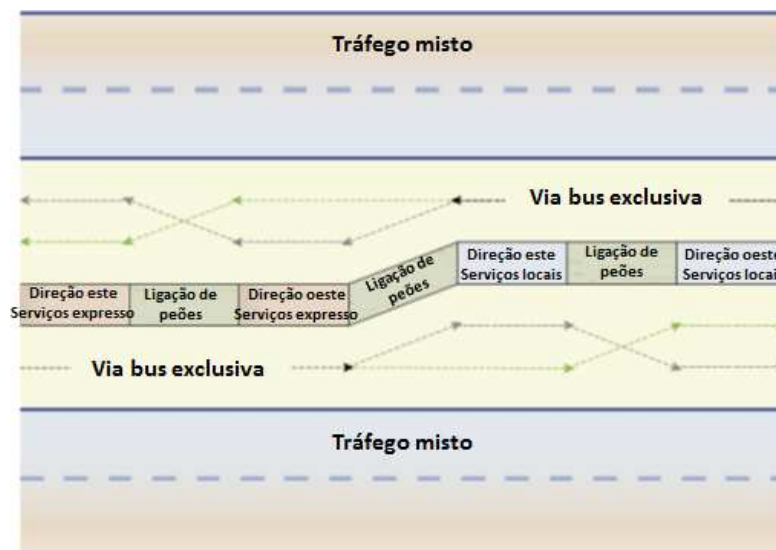 Tráfego misto
Via bus exclusiva
Direção este
Serviços locais
Ligação de
peões
Direção oeste
Serviços locais
Ligação de
peões
Direção este
Serviços expresso
Ligação de
peões
Direção oeste
Serviços expresso
Via bus exclusiva
Tráfego misto